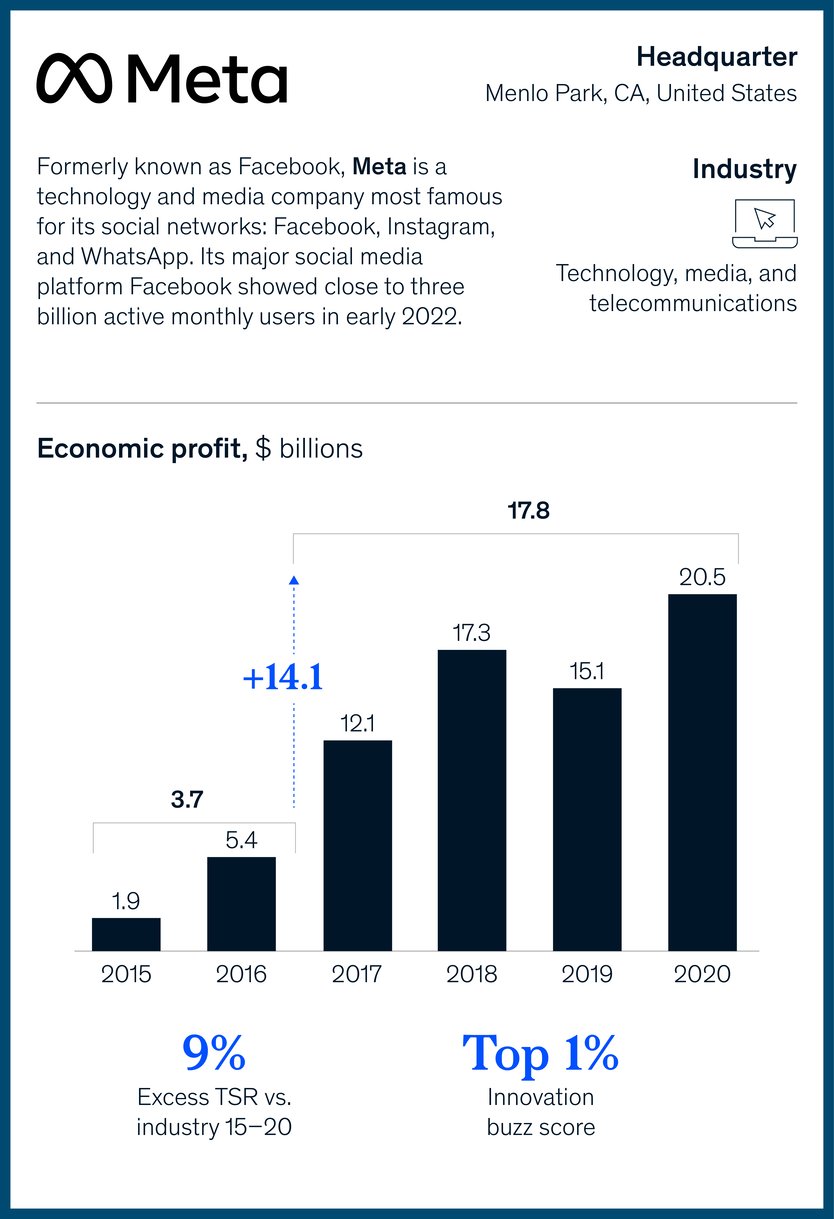 Meta
Headquarter
Menlo Park, CA, United States
Formerly known as Facebook, Meta is a
technology and media company most famous
for its social networks: Facebook, Instagram,
and WhatsApp. Its major social media
platform Facebook showed close to three
billion active monthly users in early 2022.
Industry
Technology, media, and
telecommunications
Economic profit, $ billions
17.8
20.5
17.3
+14.1
15.1
12.1
3.7
5.4
1.9
2015 2016 2017 2018 2019 2020
9%
Excess TSR vs.
industry 15–20
Top 1%
Innovation
buzz score